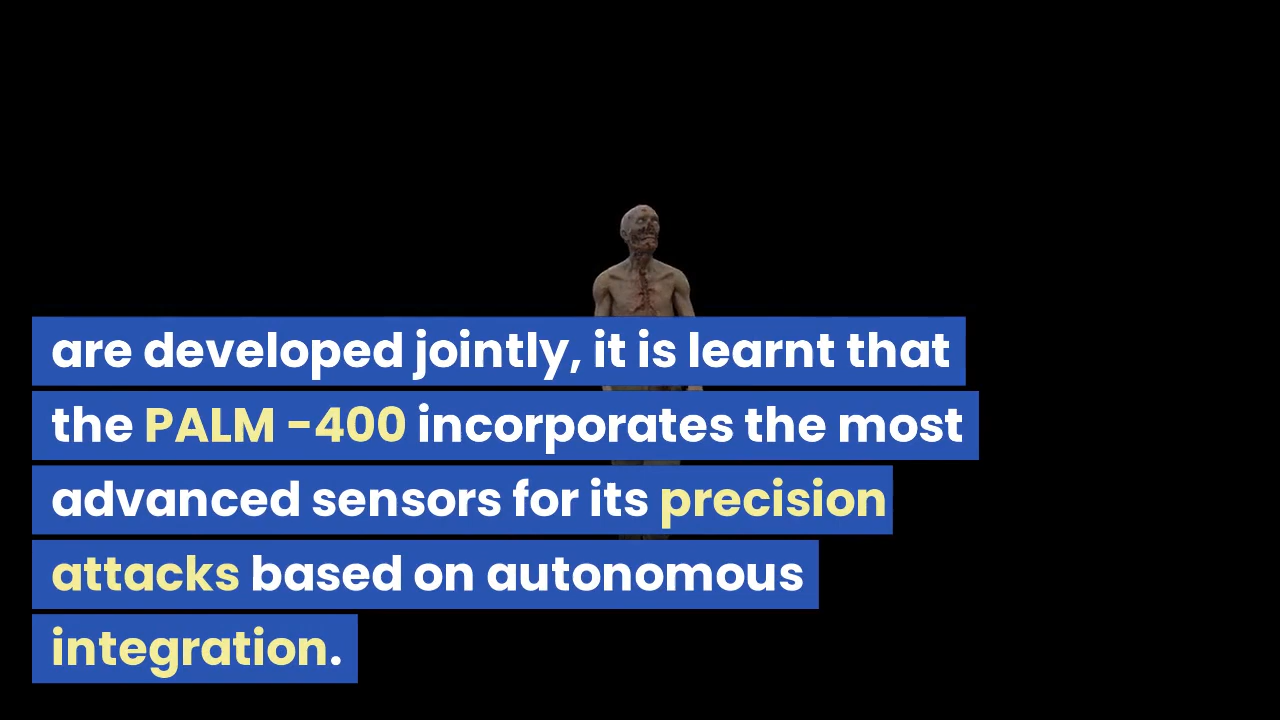 are developed jointly, it is learnt that
the PALM -400 incorporates the most
advanced sensors for its precision
attacks based on autonomous
integration.